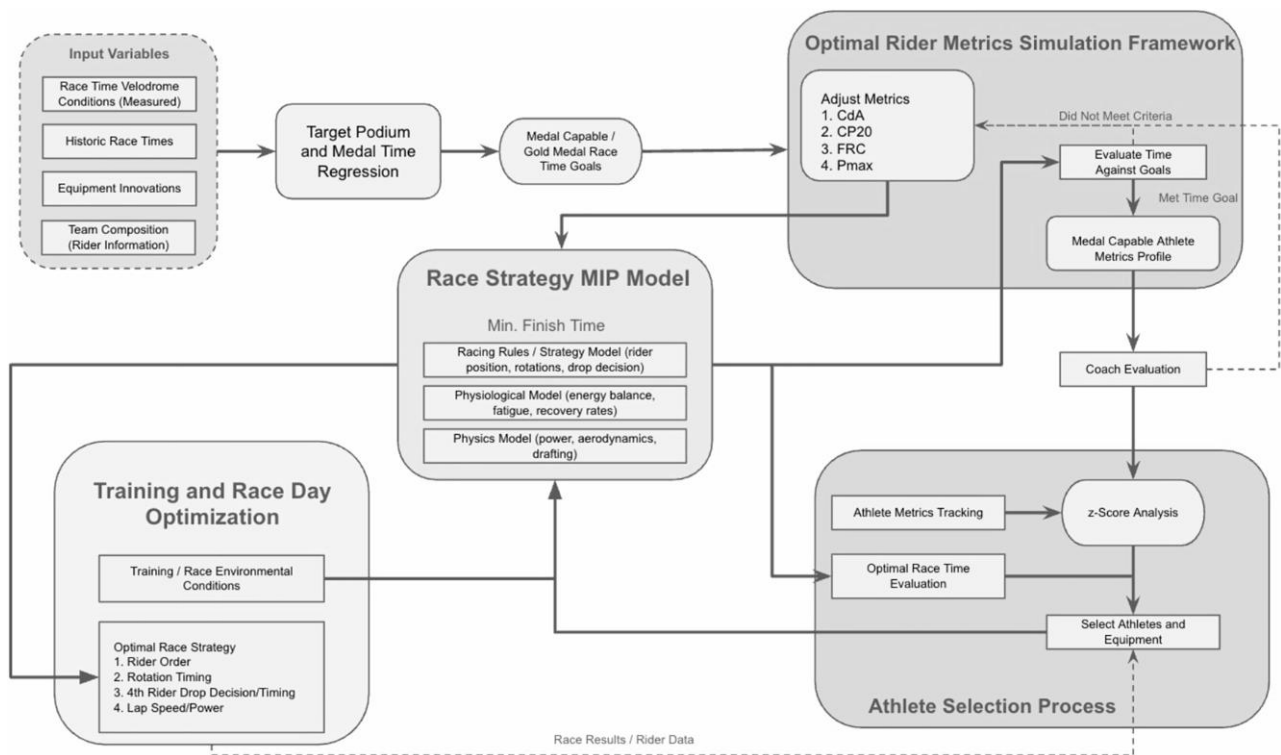 Input Variables
Race Time Velodrome
Conditions (Measured)
Historic Race Times
Equipment Innovations
Team Composition
(Rider Information)
Target Podium
and Medal Time
Regression
Medal Capable /
Gold Medal Race
Time Goals
Optimal Rider Metrics Simulation Framework
Adjust Metrics
1. CdA
2. CP20
3. FRC
4. Pmax
Did Not Meet Criteria
Evaluate Time
Against Goals
Met Time Goal
Medal Capable Athlete
Metrics Profile
Coach Evaluation
Race Strategy MIP Model
Min. Finish Time
Racing Rules / Strategy Model (rider
position, rotations, drop decision)
Physiological Model (energy balance,
fatigue, recovery rates)
Physics Model (power, aerodynamics,
drafting)
Training and Race Day
Optimization
Training / Race Environmental
Conditions
Optimal Race Strategy
1. Rider Order
2. Rotation Timing
3. 4th Rider Drop Decision/Timing
4. Lap Speed/Power
Athlete Metrics Tracking
z-Score Analysis
Optimal Race Time
Evaluation
Select Athletes and
Equipment
Athlete Selection Process
Race Results / Rider Data